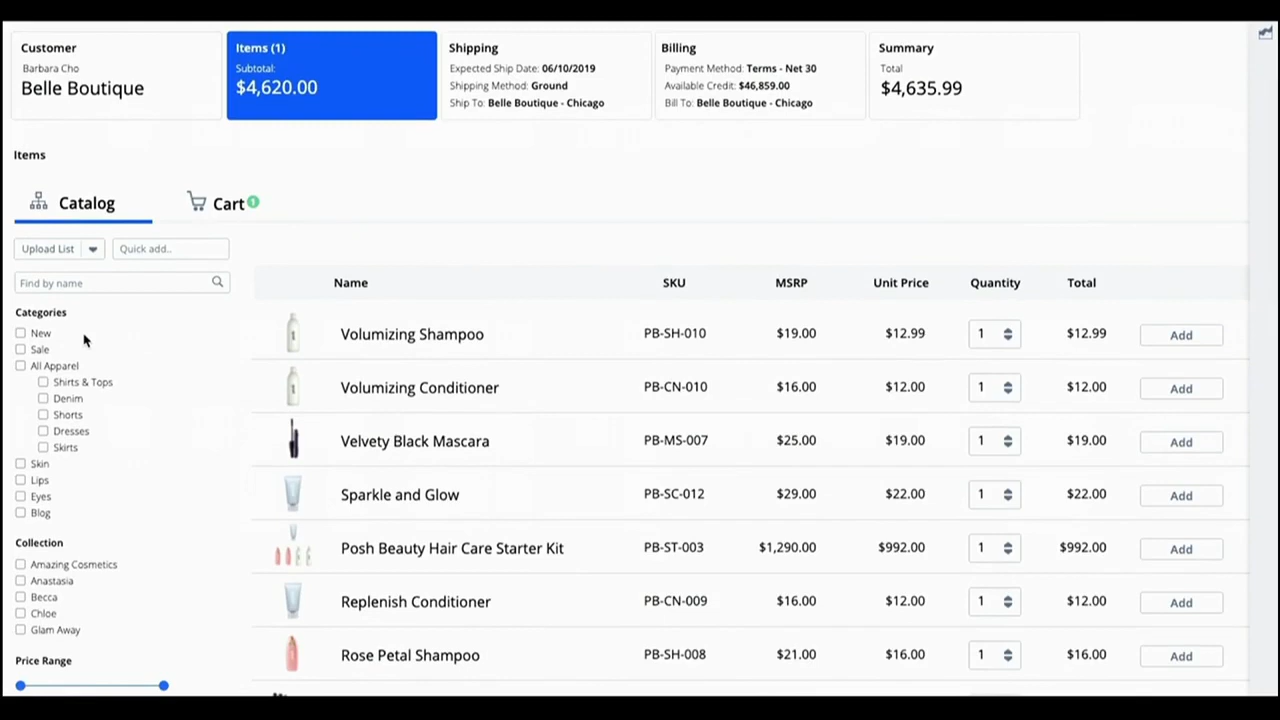 Customer
Barbara Cho
Belle Boutique
Items (1)
Subtotal:
$4,620.00
Shipping
Expected Ship Date: 06/10/2019
Shipping Method: Ground
Ship To: Belle Boutique - Chicago
Billing
Payment Method: Terms - Net 30
Available Credit: $46,859.00
Bill To: Belle Boutique - Chicago
Summary
Total
$4,635.99
Items
Catalog
Cart 1
Upload List
Quick add..
Find by name
Categories
New
Sale
All Apparel
Shirts & Tops
Denim
Shorts
Dresses
Skirts
Skin
Lips
Eyes
Blog
Collection
Amazing Cosmetics
Anastasia
Becca
Chloe
Glam Away
Price Range
Name SKU MSRP Unit Price Quantity Total
Volumizing Shampoo PB-SH-010 $19.00 $12.99 1 $12.99 Add
Volumizing Conditioner PB-CN-010 $16.00 $12.00 1 $12.00 Add
Velvety Black Mascara PB-MS-007 $25.00 $19.00 1 $19.00 Add
Sparkle and Glow PB-SC-012 $29.00 $22.00 1 $22.00 Add
Posh Beauty Hair Care Starter Kit PB-ST-003 $1,290.00 $992.00 1 $992.00 Add
Replenish Conditioner PB-CN-009 $16.00 $12.00 1 $12.00 Add
Rose Petal Shampoo PB-SH-008 $21.00 $16.00 1 $16.00 Add